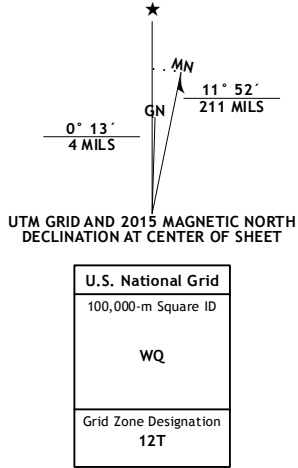 ★
MN
11° 52´
211 MILS
GN
0° 13´
4 MILS
UTM GRID AND 2015 MAGNETIC NORTH
DECLINATION AT CENTER OF SHEET
U.S. National Grid
100,000-m Square ID
WQ
Grid Zone Designation
12T